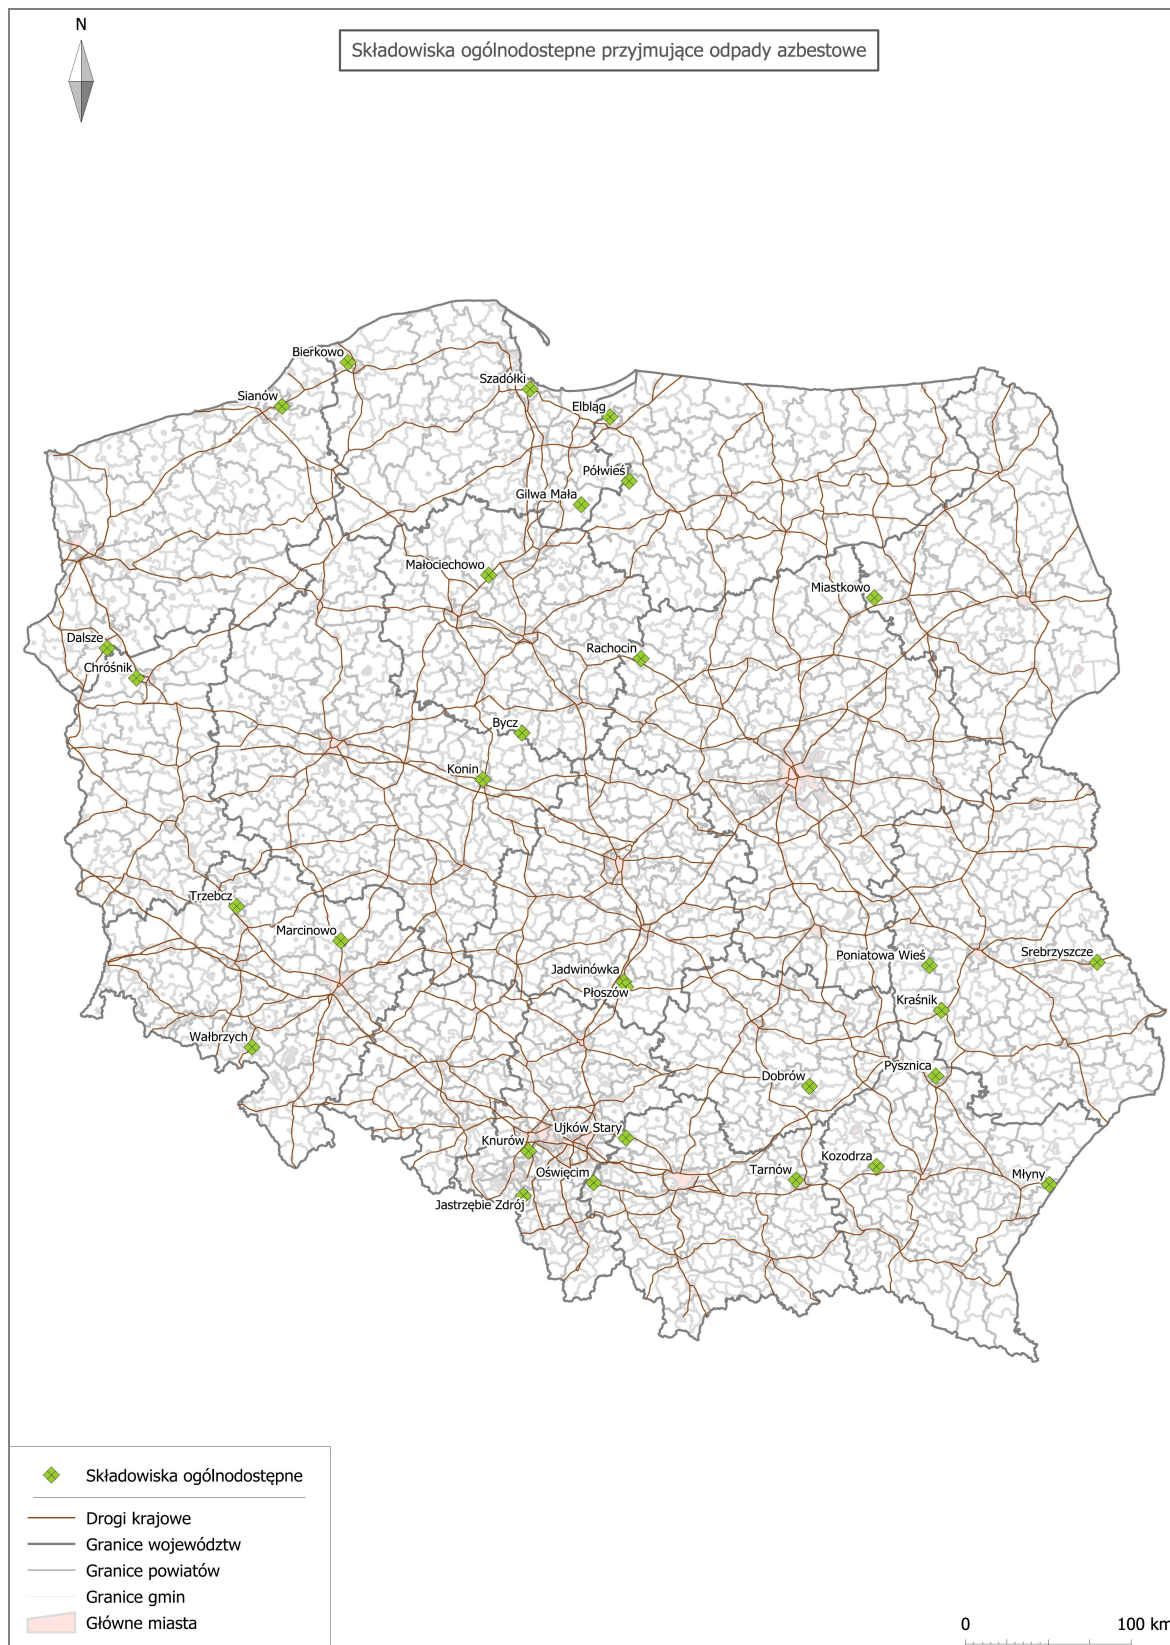 N
Składowiska ogólnodostepne przyjmujące odpady azbestowe
Bierkowo
Szadółki
Sianów
Elbląg
Półwieś
Gilwa Mała
Małociechowo
Miastkowo
Dalsze
Rachocin
Chróśnik
Bycz
Konin
Trzebcz
Marcinowo
Srebrzyszcze
Poniatowa Wieś
Jadwinówka
Płoszów
Kraśnik
Wałbrzych
Pysznica
Dobrów
Ujków Stary
Knurów
Kozodrza
Oświęcim
Tarnów
Młyny
Jastrzębie Zdrój
Składowiska ogólnodostępne
Drogi krajowe
Granice województw
Granice powiatów
Granice gmin
Główne miasta
0 100 km